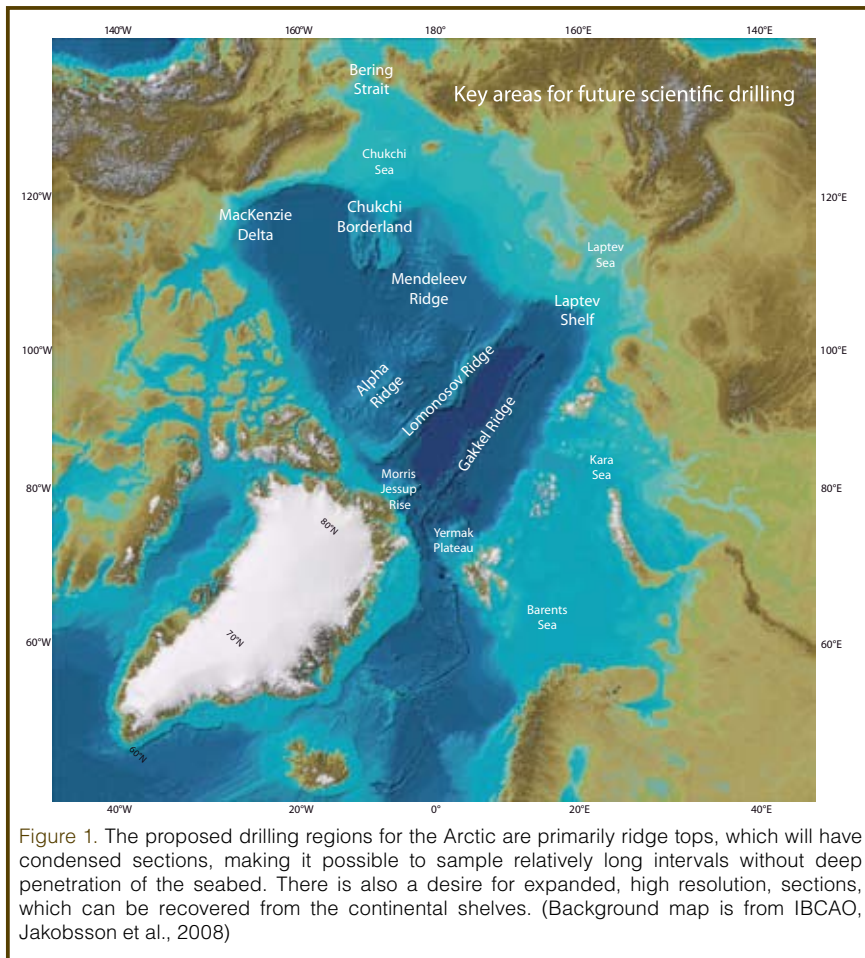 140°W 160°W 180° 160°E 140°E
Bering
Strait
Key areas for future scientific drilling
Chukchi
Sea
120°W
120°E
MacKenzie
Delta
Chukchi
Borderland
Laptev
Sea
Mendeleev
Ridge
Laptev
Shelf
100°W
100°E
Alpha
Ridge
Lomonosov Ridge
Gakkel Ridge
Kara
Sea
80°W
80°E
Morris
Jessup
Rise
80°N
Yermak
Plateau
Barents
Sea
70°N
60°W
60°E
60°N
40°W 20°W 0° 20°E 40°E
Figure 1. The proposed drilling regions for the Arctic are primarily ridge tops, which will have
condensed sections, making it possible to sample relatively long intervals without deep
penetration of the seabed. There is also a desire for expanded, high resolution, sections,
which can be recovered from the continental shelves. (Background map is from IBCAO,
Jakobsson et al., 2008)